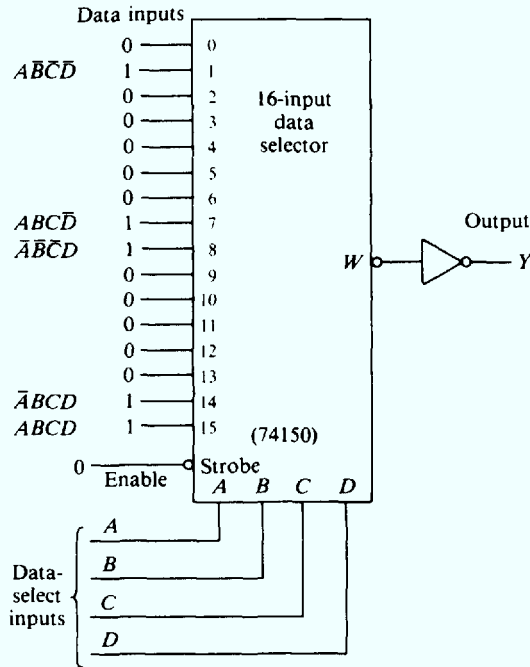 Data inputs
0 0
AB̅C̅D̅ 1 1
0 2
0 3
0 4
0 5
0 6
ABCD̅ 1 7
A̅B̅C̅D 1 8
0 9
0 10
0 11
0 12
0 13
A̅BCD 1 14
ABCD 1 15
16-input
data
selector
Output
W Y
(74150)
0 Enable Strobe
A B C D
A
B
C
D
Data-
select
inputs